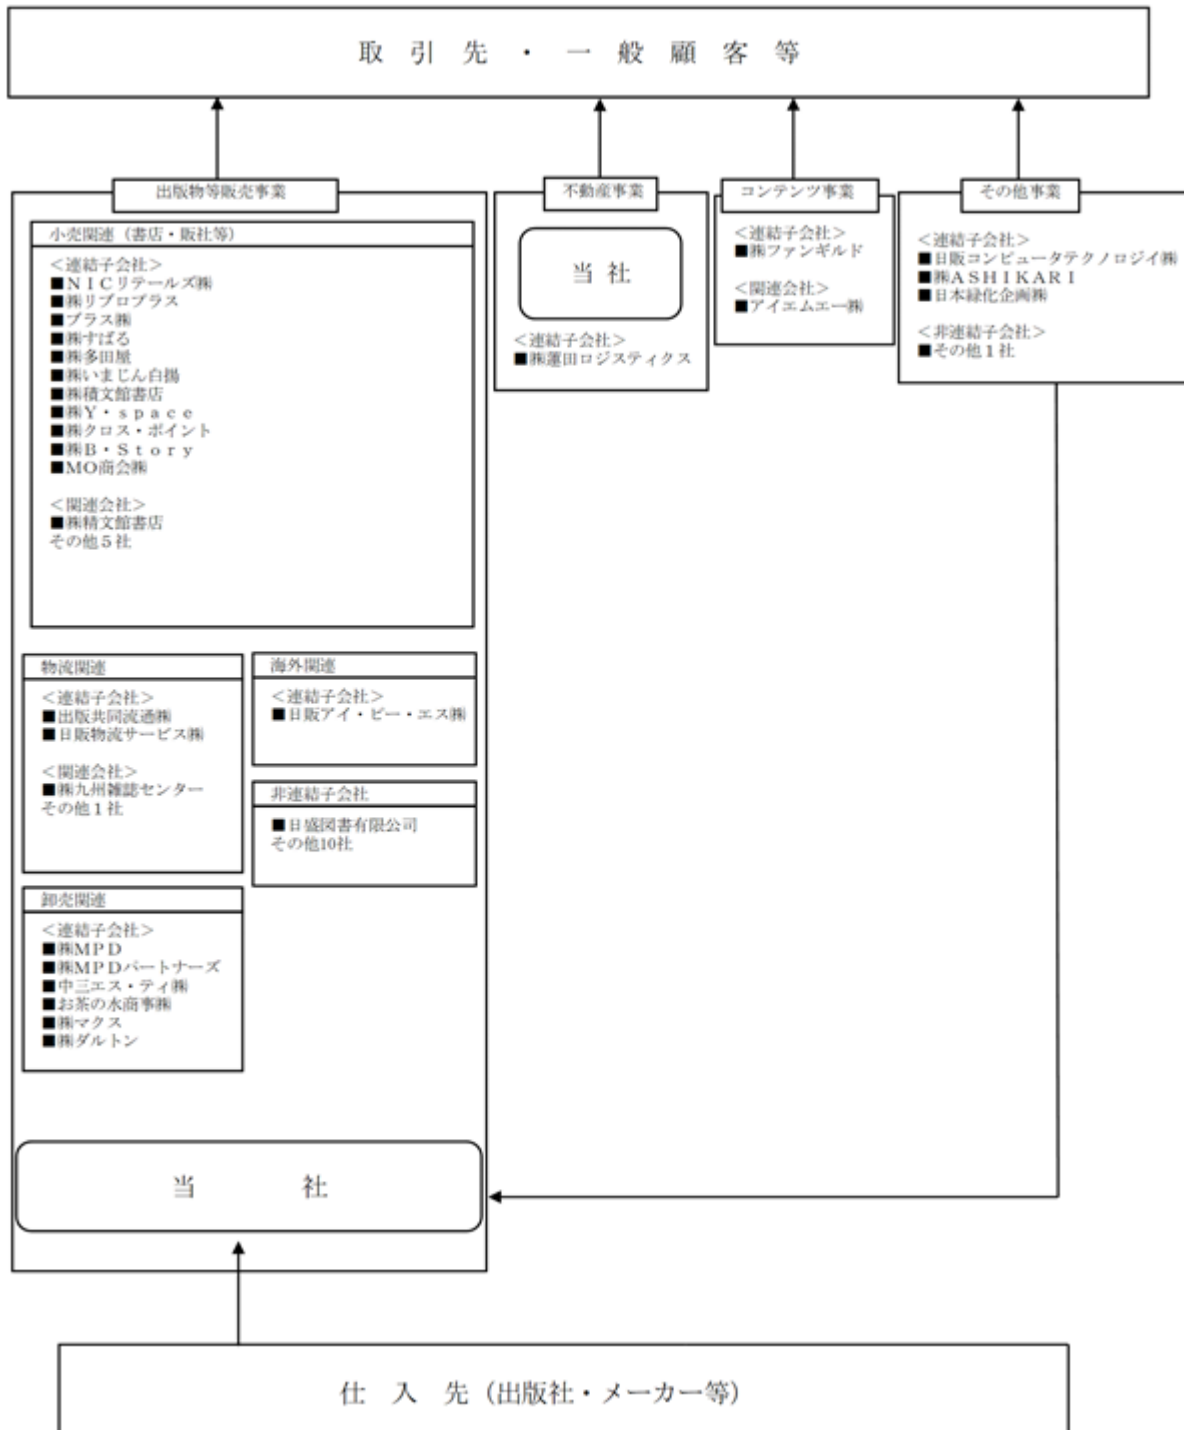 取引先・一般顧客等
出版物等販売事業
小売関連（書店・販社等）
＜連結子会社＞
■ＮＩＣリテールズ㈱
■㈱リブロプラス
■プラス㈱
■㈱すばる
■㈱多田屋
■㈱いまじん白揚
■㈱積文館書店
■㈱Ｙ・ｓｐａｃｅ
■㈱クロス・ポイント
■㈱Ｂ・Ｓｔｏｒｙ
■MO商会㈱
＜関連会社＞
■㈱精文館書店
その他５社
物流関連
＜連結子会社＞
■出版共同流通㈱
■日販物流サービス㈱
＜関連会社＞
■㈱九州雑誌センター
その他１社
海外関連
＜連結子会社＞
■日販アイ・ピー・エス㈱
非連結子会社
■日盛図書有限公司
その他10社
卸売関連
＜連結子会社＞
■㈱ＭＰＤ
■㈱ＭＰＤパートナーズ
■中三エス・ティ㈱
■お茶の水商事㈱
■㈱マクス
■㈱ダルトン
当社
不動産事業
当社
＜連結子会社＞
■㈱蓮田ロジスティクス
コンテンツ事業
＜連結子会社＞
■㈱ファンギルド
＜関連会社＞
■アイエムエー㈱
その他事業
＜連結子会社＞
■日販コンピュータテクノロジイ㈱
■㈱ＡＳＨＩＫＡＲＩ
■日本緑化企画㈱
＜非連結子会社＞
■その他１社
仕入先（出版社・メーカー等）